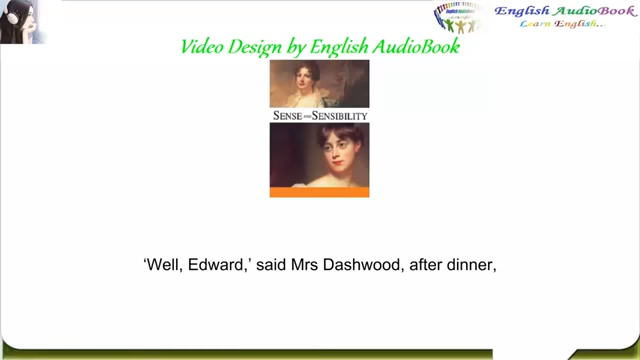 English AudioBook
Learn English...
Video Design by English AudioBook
SENSE AND SENSIBILITY
‘Well, Edward,’ said Mrs Dashwood, after dinner,